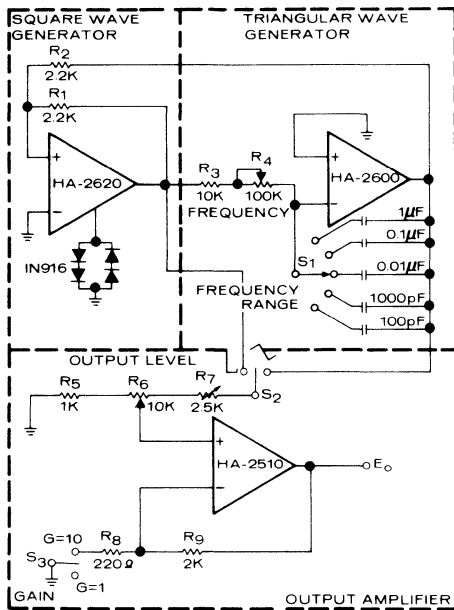 SQUARE WAVE
GENERATOR
TRIANGULAR WAVE
GENERATOR
R2
2.2K
R1
2.2K
+
HA-2620
−
IN916
R3
10K
R4
100K
FREQUENCY
+
HA-2600
−
1µF
0.1µF
S1
0.01µF
FREQUENCY
RANGE
1000pF
100pF
OUTPUT LEVEL
R5
1K
R6
10K
R7
2.5K
S2
+
HA-2510
−
Eo
G=10
R8
220Ω
R9
2K
S3
G=1
GAIN
OUTPUT AMPLIFIER